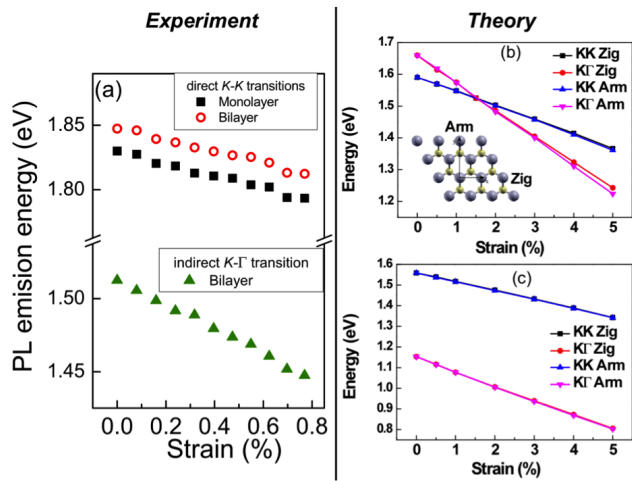 Experiment
Theory
(a)
direct K-K transitions
Monolayer
Bilayer
1.85
1.80
indirect K-Γ transition
Bilayer
1.50
1.45
PL emission energy (eV)
0.0 0.2 0.4 0.6 0.8
Strain (%)
(b)
KK Zig
KΓ Zig
KK Arm
KΓ Arm
Arm
Zig
1.7
1.6
1.5
1.4
1.3
1.2
Energy (eV)
0 1 2 3 4 5
Strain (%)
(c)
KK Zig
KΓ Zig
KK Arm
KΓ Arm
1.6
1.5
1.4
1.3
1.2
1.1
1.0
0.9
0.8
Energy (eV)
0 1 2 3 4 5
Strain (%)